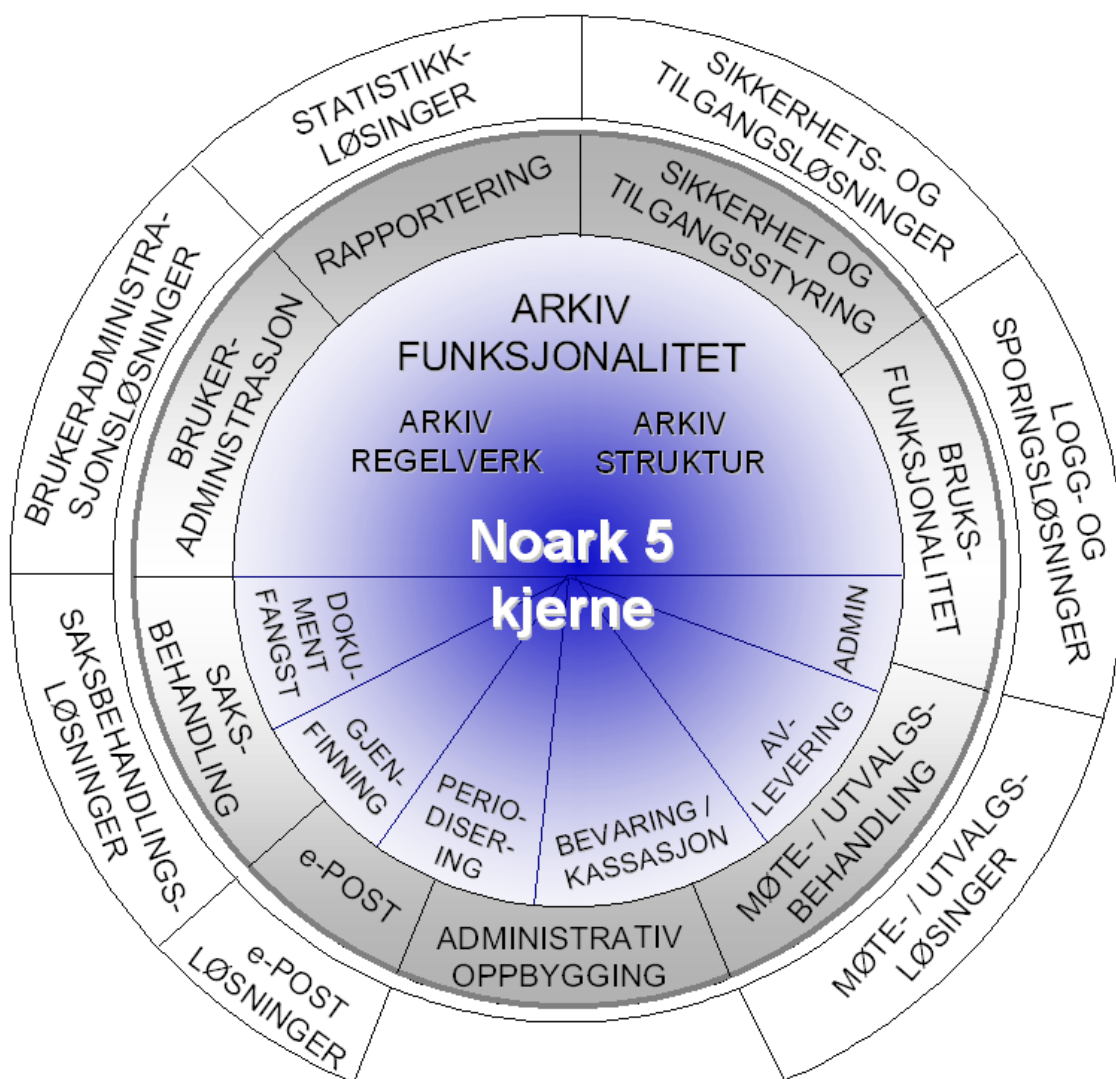 STATISTIKK-
LØSINGER
SIKKERHETS- OG
TILGANGSLØSNINGER
LOGG- OG
SPORINGSLØSNINGER
MØTE- / UTVALGS-
LØSINGER
e-POST
LØSNINGER
SAKSBEHANDLINGS-
LØSNINGER
BRUKERADMINISTRA-
SJONSLØSNINGER
RAPPORTERING
SIKKERHET OG
TILGANGSSTYRING
BRUKS-
FUNKSJONALITET
MØTE- / UTVALGS-
BEHANDLING
ADMINISTRATIV
OPPBYGGING
e-POST
SAKS-
BEHANDLING
BRUKER-
ADMINISTRASJON
ARKIV
FUNKSJONALITET
ARKIV
REGELVERK
ARKIV
STRUKTUR
Noark 5
kjerne
DOKU-
MENT
FANGST
GJEN-
FINNING
PERIO-
DISER-
ING
BEVARING /
KASSASJON
AV-
LEVERING
ADMIN